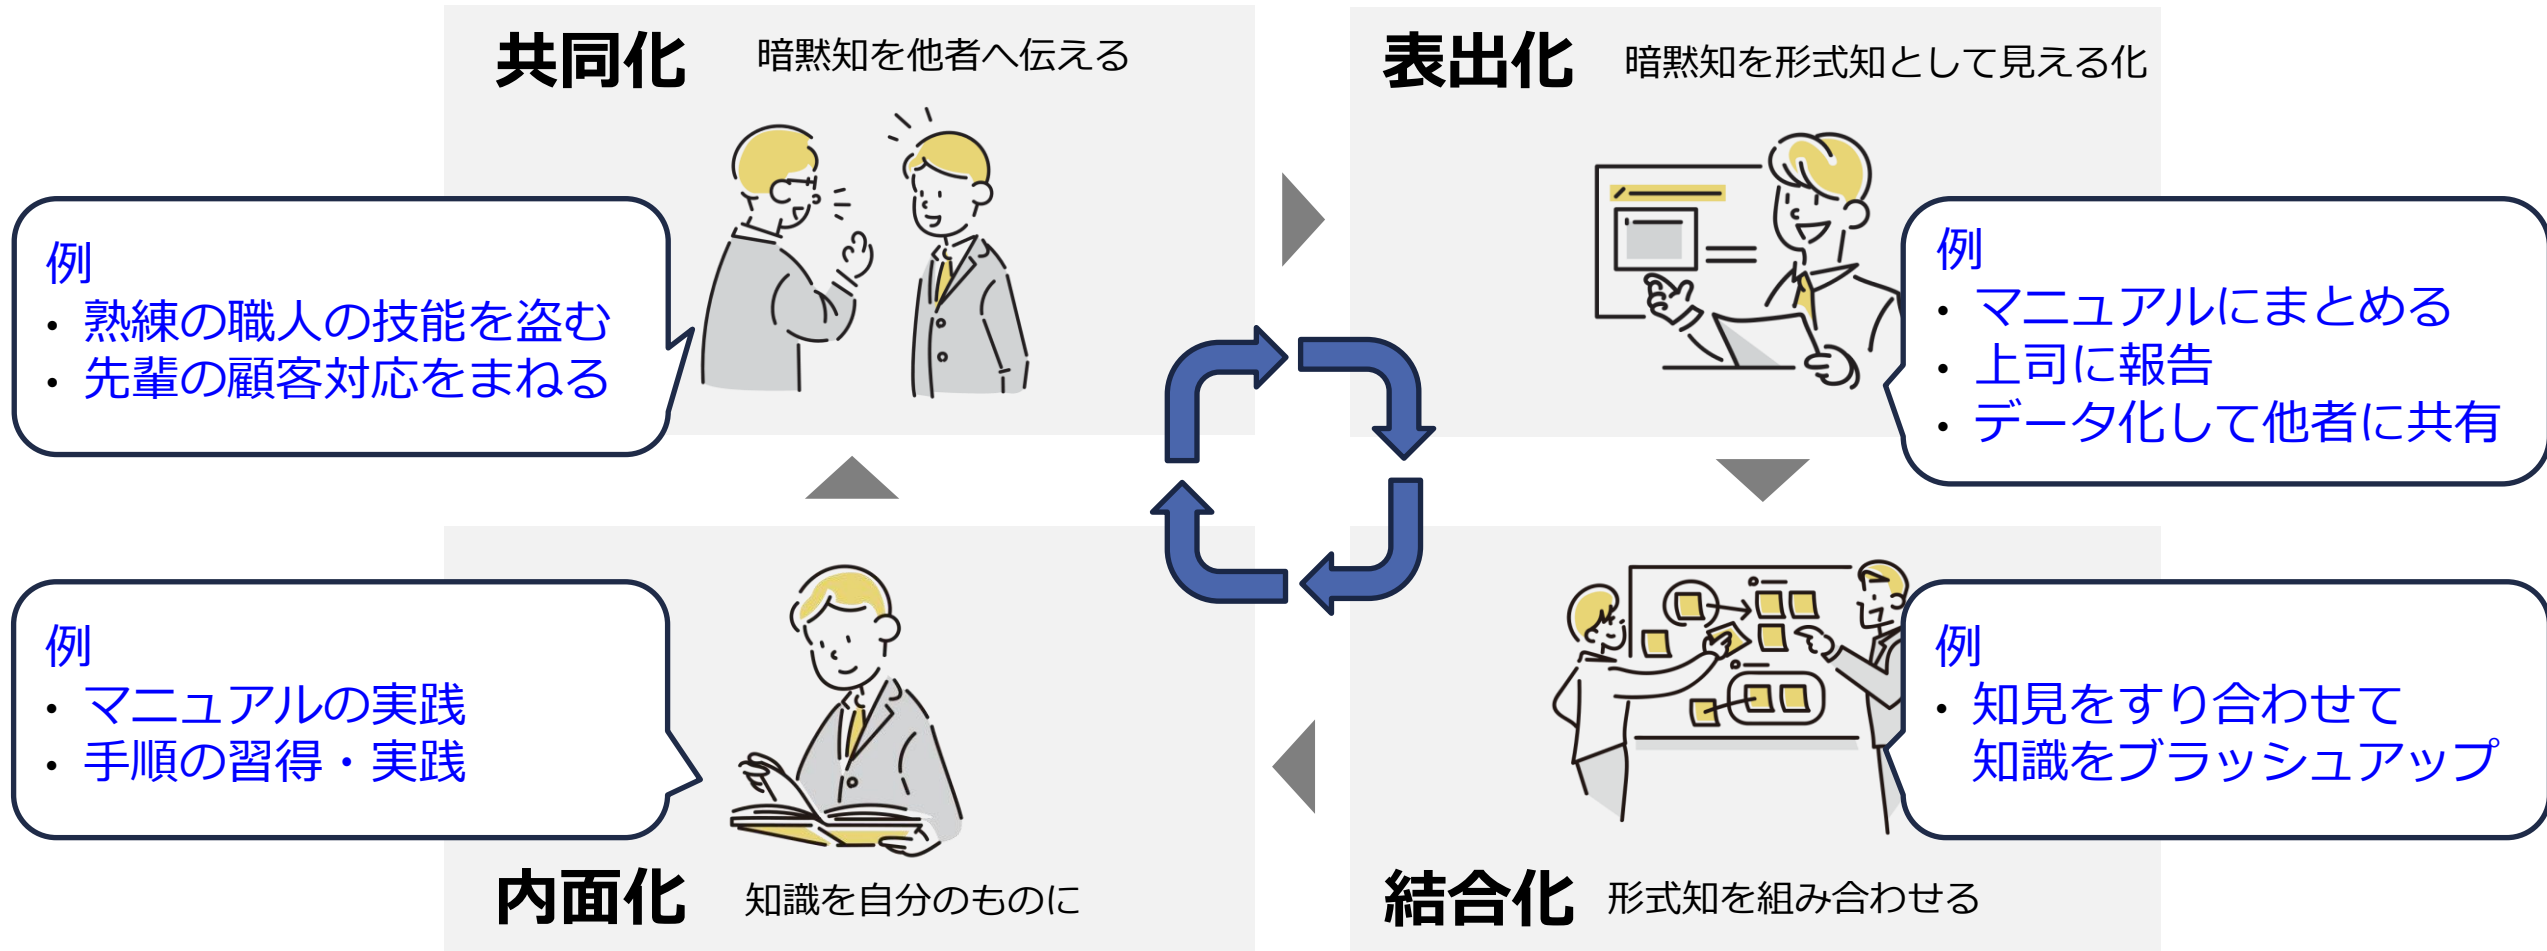 共同化 暗黙知を他者へ伝える
例
・ 熟練の職人の技能を盗む
・ 先輩の顧客対応をまねる
表出化 暗黙知を形式知として見える化
例
・ マニュアルにまとめる
・ 上司に報告
・ データ化して他者に共有
例
・ マニュアルの実践
・ 手順の習得・実践
内面化 知識を自分のものに
例
・ 知見をすり合わせて
知識をブラッシュアップ
結合化 形式知を組み合わせる